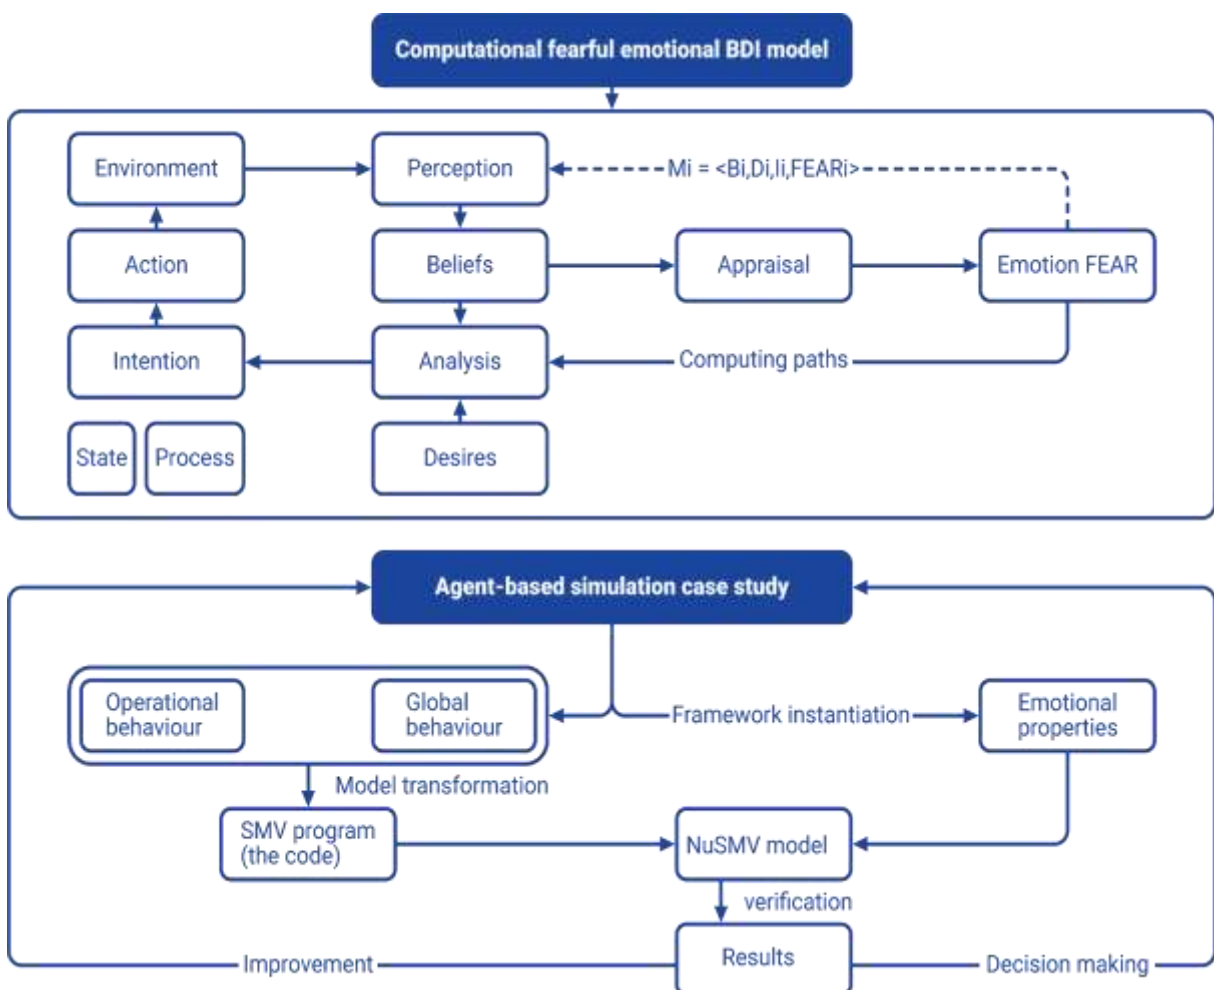 Computational fearful emotional BDI model
Environment
Perception
Mi = <Bi,Di,Ii,FEARi>
Action
Beliefs
Appraisal
Emotion FEAR
Intention
Analysis
Computing paths
State
Process
Desires
Agent-based simulation case study
Operational
behaviour
Global
behaviour
Framework instantiation
Emotional
properties
Model transformation
SMV program
(the code)
NuSMV model
verification
Improvement
Results
Decision making